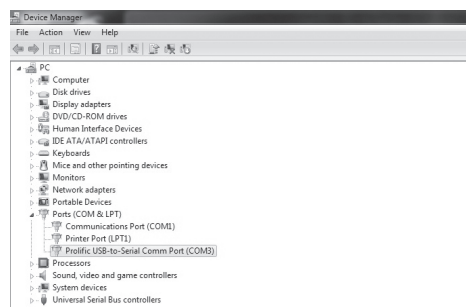 Device Manager
File Action View Help
PC
Computer
Disk drives
Display adapters
DVD/CD-ROM drives
Human Interface Devices
IDE ATA/ATAPI controllers
Keyboards
Mice and other pointing devices
Monitors
Network adapters
Portable Devices
Ports (COM & LPT)
Communications Port (COM1)
Printer Port (LPT1)
Prolific USB-to-Serial Comm Port (COM3)
Processors
Sound, video and game controllers
System devices
Universal Serial Bus controllers